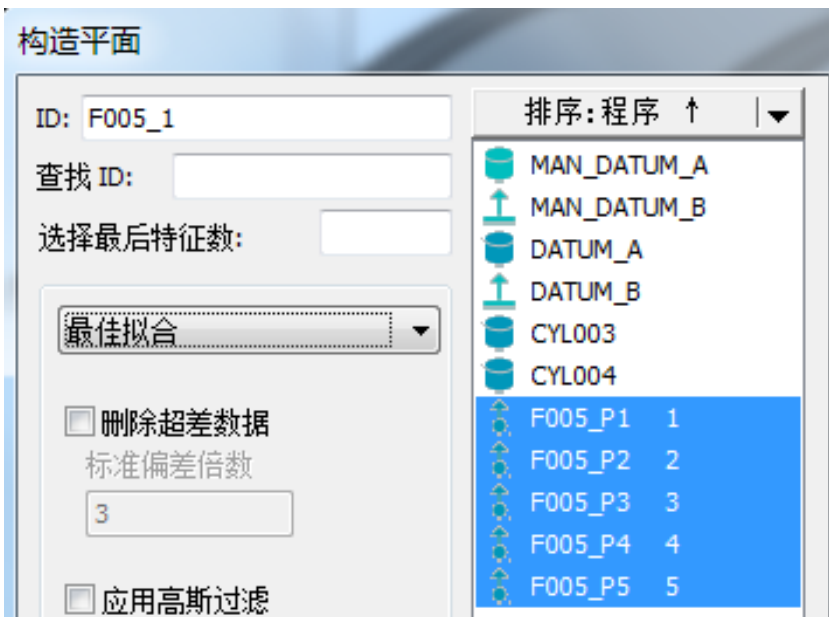 构造平面
ID: F005_1
查找 ID:
选择最后特征数:
最佳拟合
删除超差数据
标准偏差倍数
3
应用高斯过滤
排序:程序 ↑
MAN_DATUM_A
MAN_DATUM_B
DATUM_A
DATUM_B
CYL003
CYL004
F005_P1 1
F005_P2 2
F005_P3 3
F005_P4 4
F005_P5 5